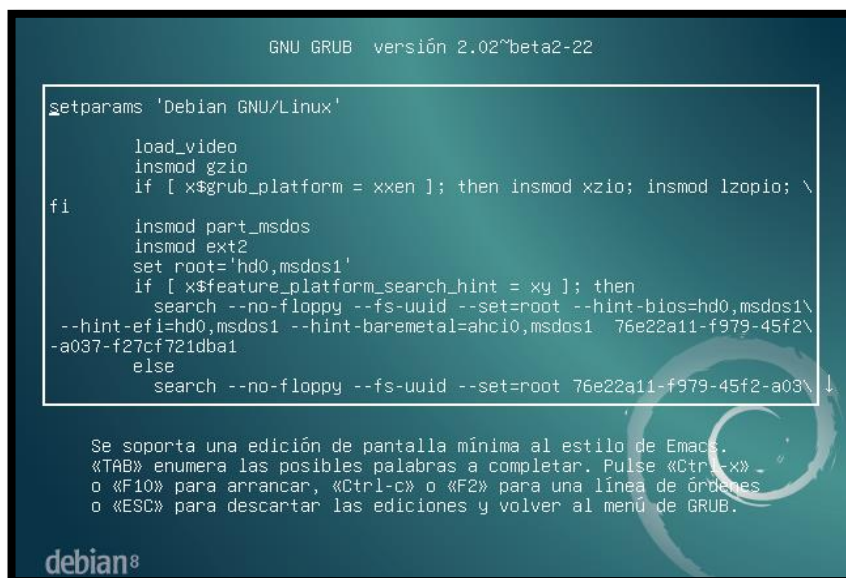 GNU GRUB versión 2.02~beta2-22
setparams 'Debian GNU/Linux'
load_video
insmod gzio
if [ x$grub_platform = xxen ]; then insmod xzio; insmod lzopio; \
fi
insmod part_msdos
insmod ext2
set root='hd0,msdos1'
if [ x$feature_platform_search_hint = xy ]; then
search --no-floppy --fs-uuid --set=root --hint-bios=hd0,msdos1\
--hint-efi=hd0,msdos1 --hint-baremetal=ahci0,msdos1 76e22a11-f979-45f2\
-a037-f27cf721dba1
else
search --no-floppy --fs-uuid --set=root 76e22a11-f979-45f2-a03\ ↓
Se soporta una edición de pantalla mínima al estilo de Emacs.
«TAB» enumera las posibles palabras a completar. Pulse «Ctrl-x»
o «F10» para arrancar, «Ctrl-c» o «F2» para una línea de órdenes
o «ESC» para descartar las ediciones y volver al menú de GRUB.
debian8